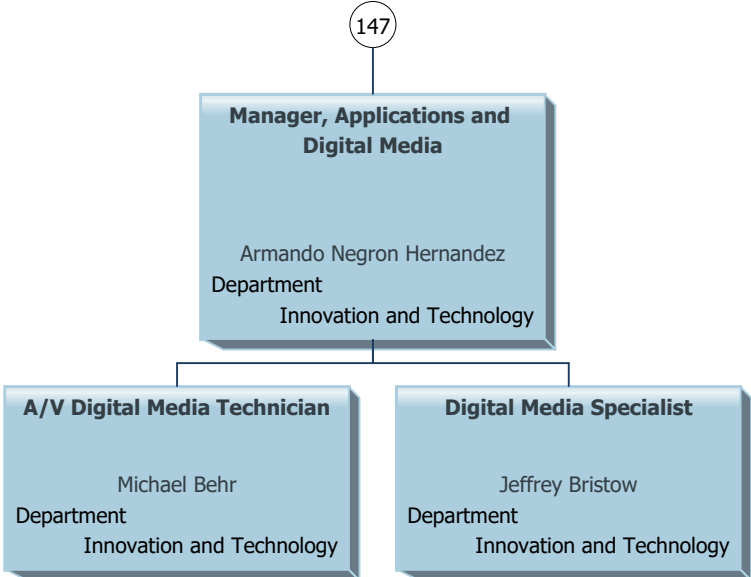 147
Manager, Applications and
Digital Media
Armando Negron Hernandez
Department
Innovation and Technology
A/V Digital Media Technician
Michael Behr
Department
Innovation and Technology
Digital Media Specialist
Jeffrey Bristow
Department
Innovation and Technology